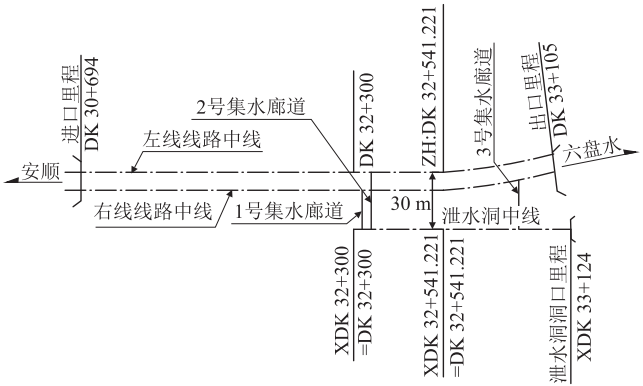 进口里程
DK 30+694
2号集水廊道
DK 32+300
ZH:DK 32+541.221
3号集水廊道
出口里程
DK 33+105
左线线路中线
安顺
六盘水
右线线路中线
1号集水廊道
30 m
泄水洞中线
XDK 32+300
=DK 32+300
XDK 32+541.221
=DK 32+541.221
泄水洞洞口里程
XDK 33+124